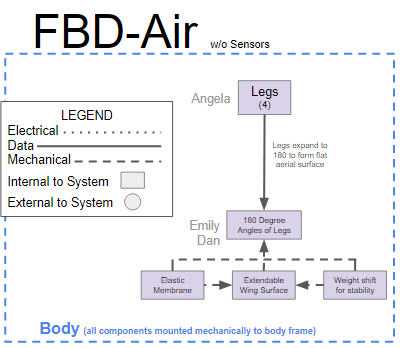 FBD-Air w/o Sensors
Angela
Legs
(4)
LEGEND
Electrical
Data
Mechanical
Internal to System
External to System
Legs expand to
180 to form flat
aerial surface
Emily
Dan
180 Degree
Angles of Legs
Elastic
Membrane
Extendable
Wing Surface
Weight shift
for stability
Body (all components mounted mechanically to body frame)